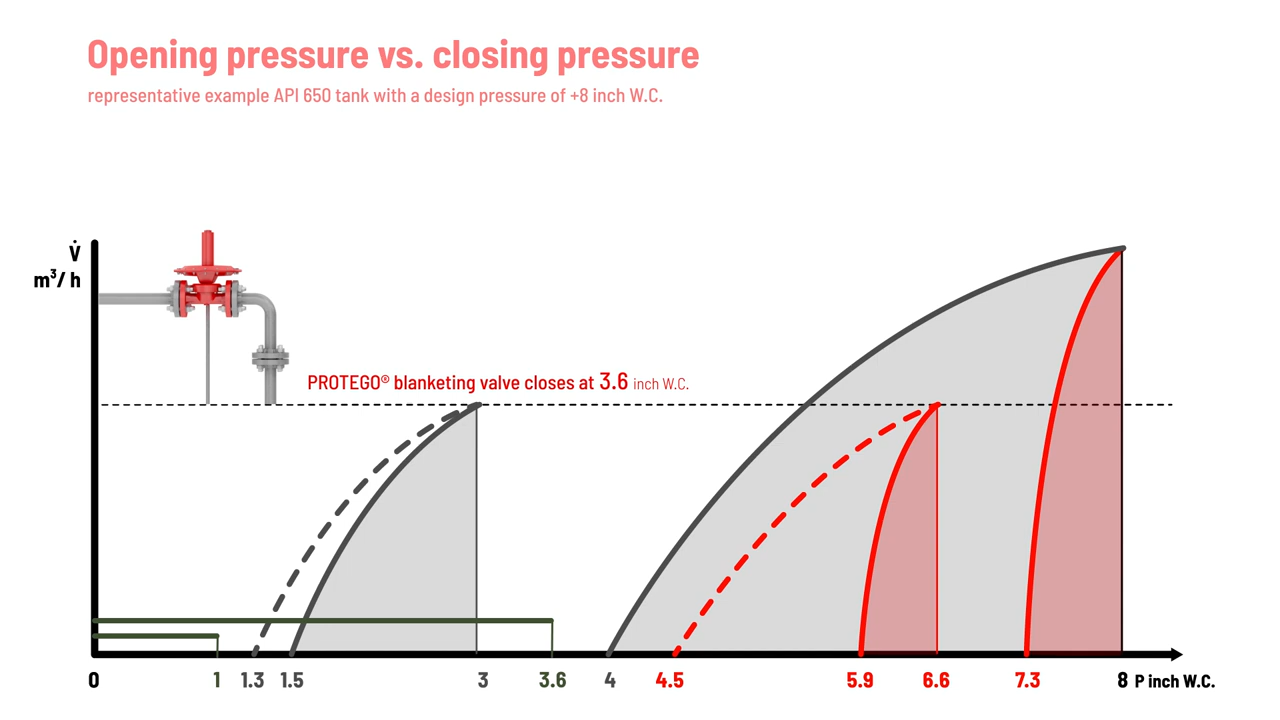 Opening pressure vs. closing pressure
representative example API 650 tank with a design pressure of +8 inch W.C.
V̇
m³/ h
PROTEGO® blanketing valve closes at 3.6 inch W.C.
0 1 1.3 1.5 3 3.6 4 4.5 5.9 6.6 7.3 8 P inch W.C.